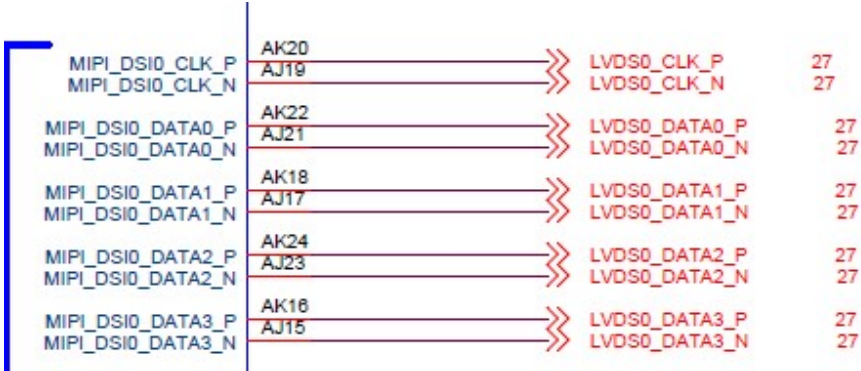 MIPI_DSI0_CLK_P AK20 LVDS0_CLK_P 27
MIPI_DSI0_CLK_N AJ19 LVDS0_CLK_N 27
MIPI_DSI0_DATA0_P AK22 LVDS0_DATA0_P 27
MIPI_DSI0_DATA0_N AJ21 LVDS0_DATA0_N 27
MIPI_DSI0_DATA1_P AK18 LVDS0_DATA1_P 27
MIPI_DSI0_DATA1_N AJ17 LVDS0_DATA1_N 27
MIPI_DSI0_DATA2_P AK24 LVDS0_DATA2_P 27
MIPI_DSI0_DATA2_N AJ23 LVDS0_DATA2_N 27
MIPI_DSI0_DATA3_P AK16 LVDS0_DATA3_P 27
MIPI_DSI0_DATA3_N AJ15 LVDS0_DATA3_N 27